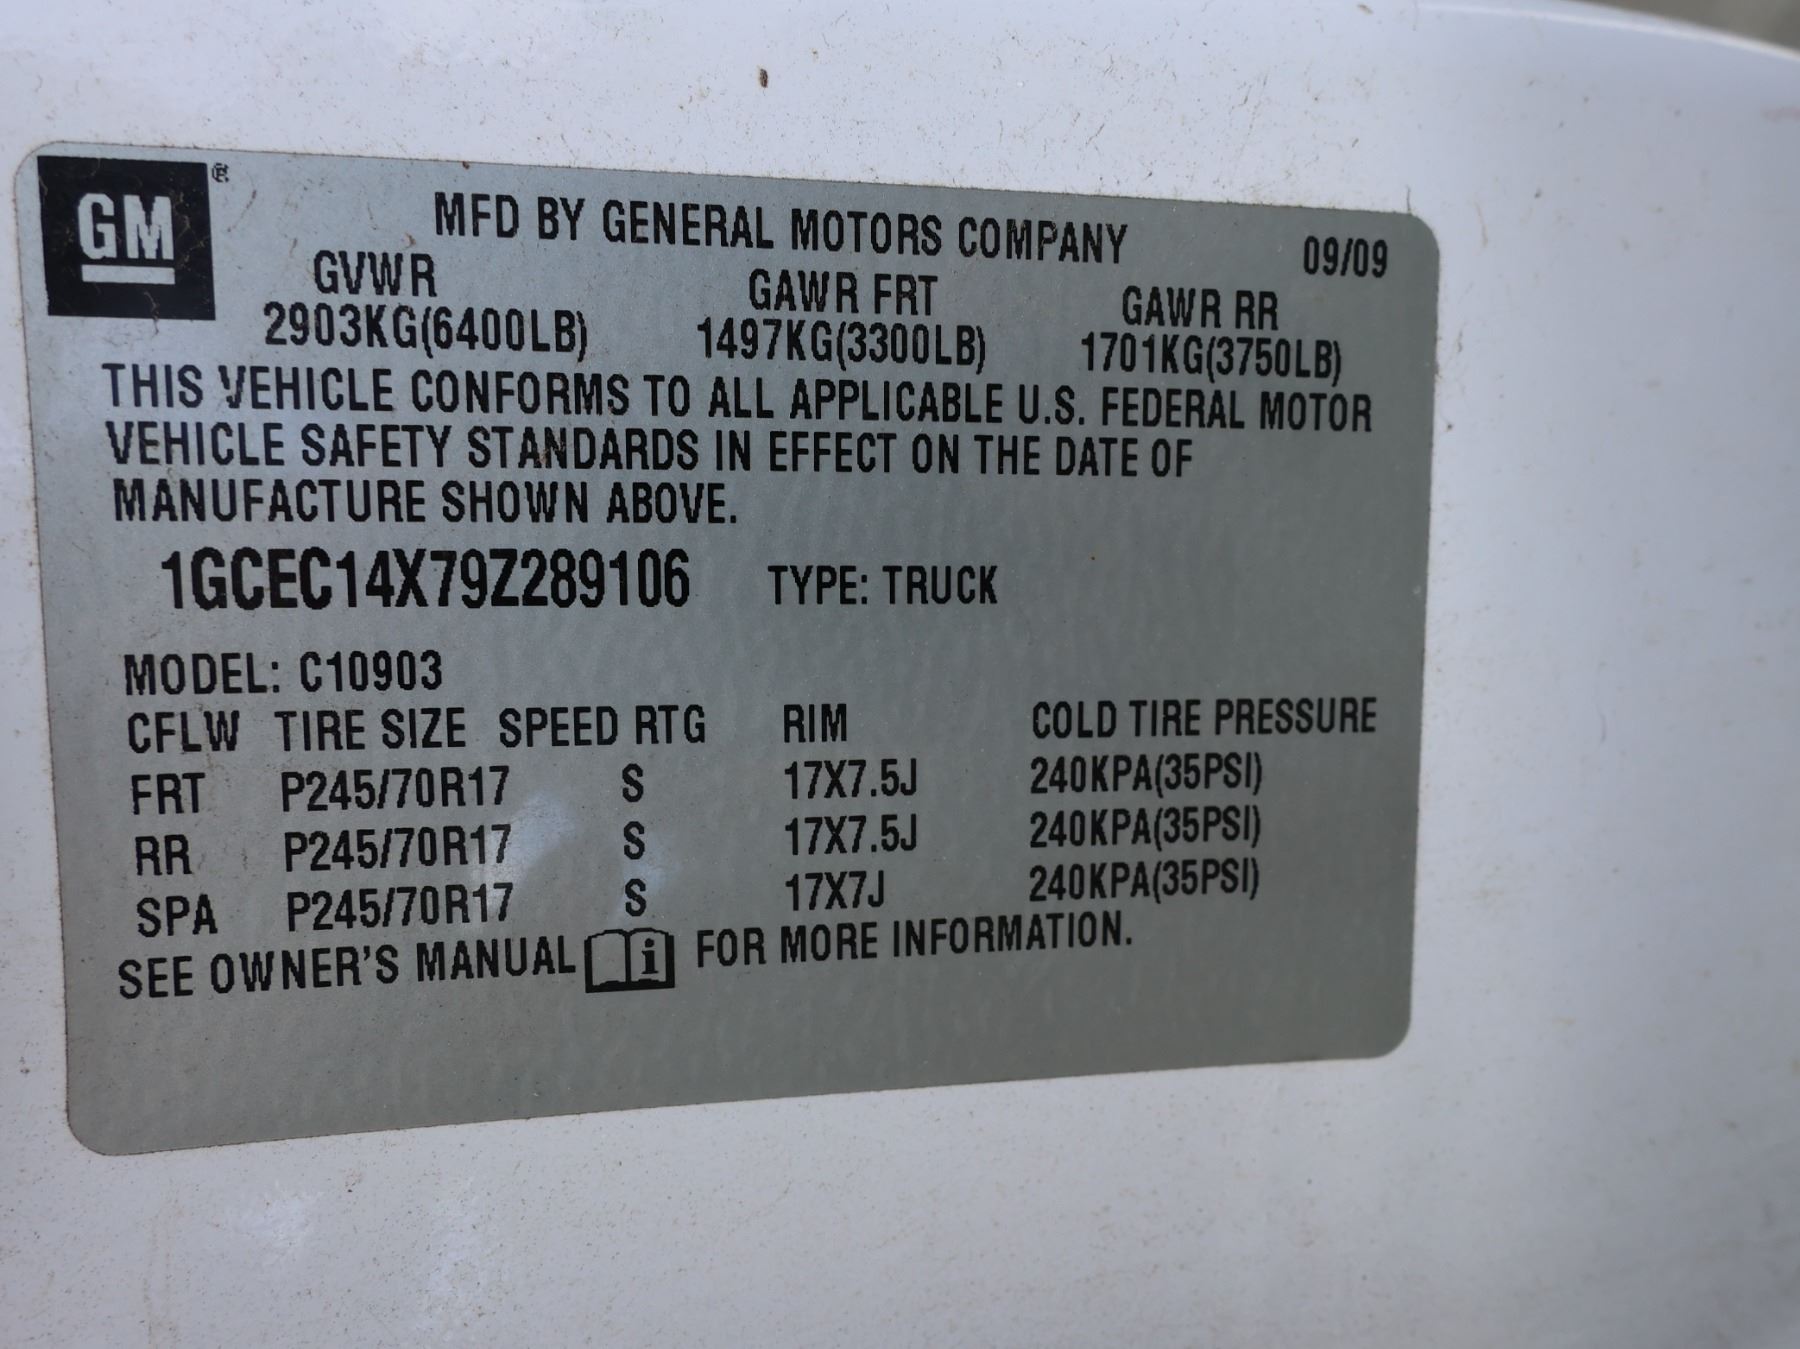 GM®
MFD BY GENERAL MOTORS COMPANY 09/09
GVWR GAWR FRT GAWR RR
2903KG(6400LB) 1497KG(3300LB) 1701KG(3750LB)
THIS VEHICLE CONFORMS TO ALL APPLICABLE U.S. FEDERAL MOTOR
VEHICLE SAFETY STANDARDS IN EFFECT ON THE DATE OF
MANUFACTURE SHOWN ABOVE.
1GCEC14X79Z289106 TYPE: TRUCK
MODEL: C10903
CFLW TIRE SIZE SPEED RTG RIM COLD TIRE PRESSURE
FRT P245/70R17 S 17X7.5J 240KPA(35PSI)
RR P245/70R17 S 17X7.5J 240KPA(35PSI)
SPA P245/70R17 S 17X7J 240KPA(35PSI)
SEE OWNER'S MANUAL i FOR MORE INFORMATION.